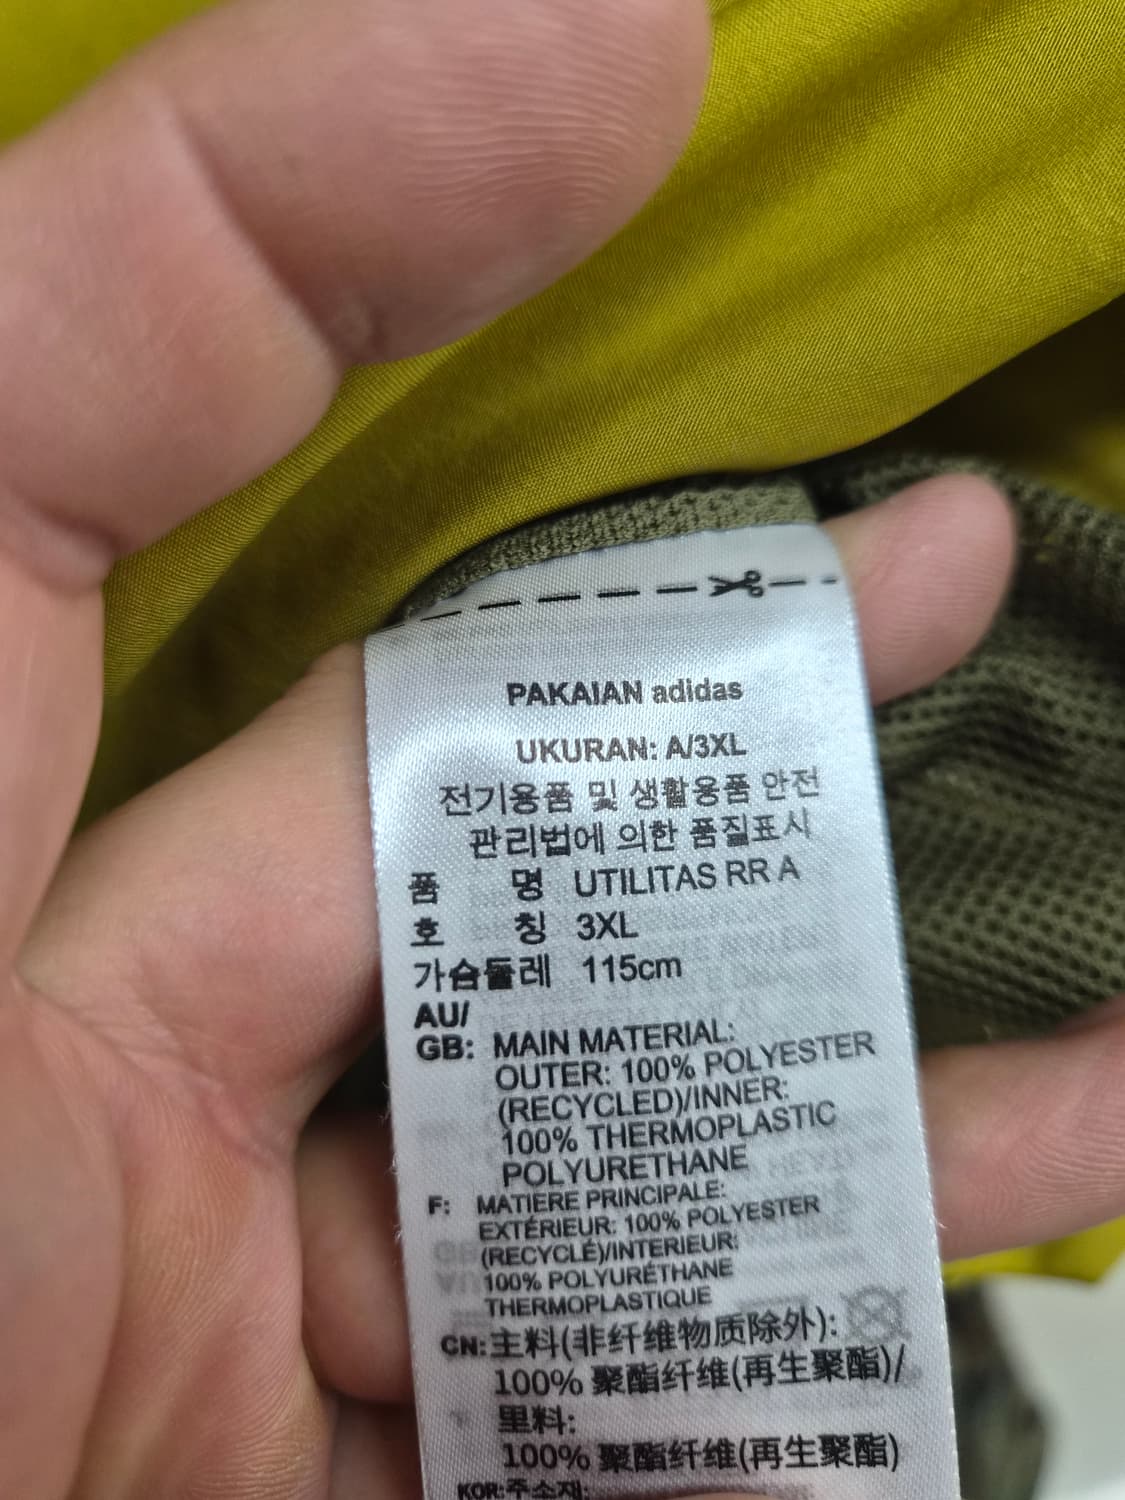 PAKAIAN adidas
UKURAN: A/3XL
전기용품 및 생활용품 안전
관리법에 의한 품질표시
품 명 UTILITAS RR A
호 칭 3XL
가슴둘레 115cm
AU/
GB: MAIN MATERIAL:
OUTER: 100% POLYESTER
(RECYCLED)/INNER:
100% THERMOPLASTIC
POLYURETHANE
F: MATIERE PRINCIPALE:
EXTÉRIEUR: 100% POLYESTER
(RECYCLÉ)/INTERIEUR:
100% POLYURÉTHANE
THERMOPLASTIQUE
CN: 主料(非纤维物质除外):
100% 聚酯纤维(再生聚酯)/
里料:
100% 聚酯纤维(再生聚酯)
KOR: 주소재: